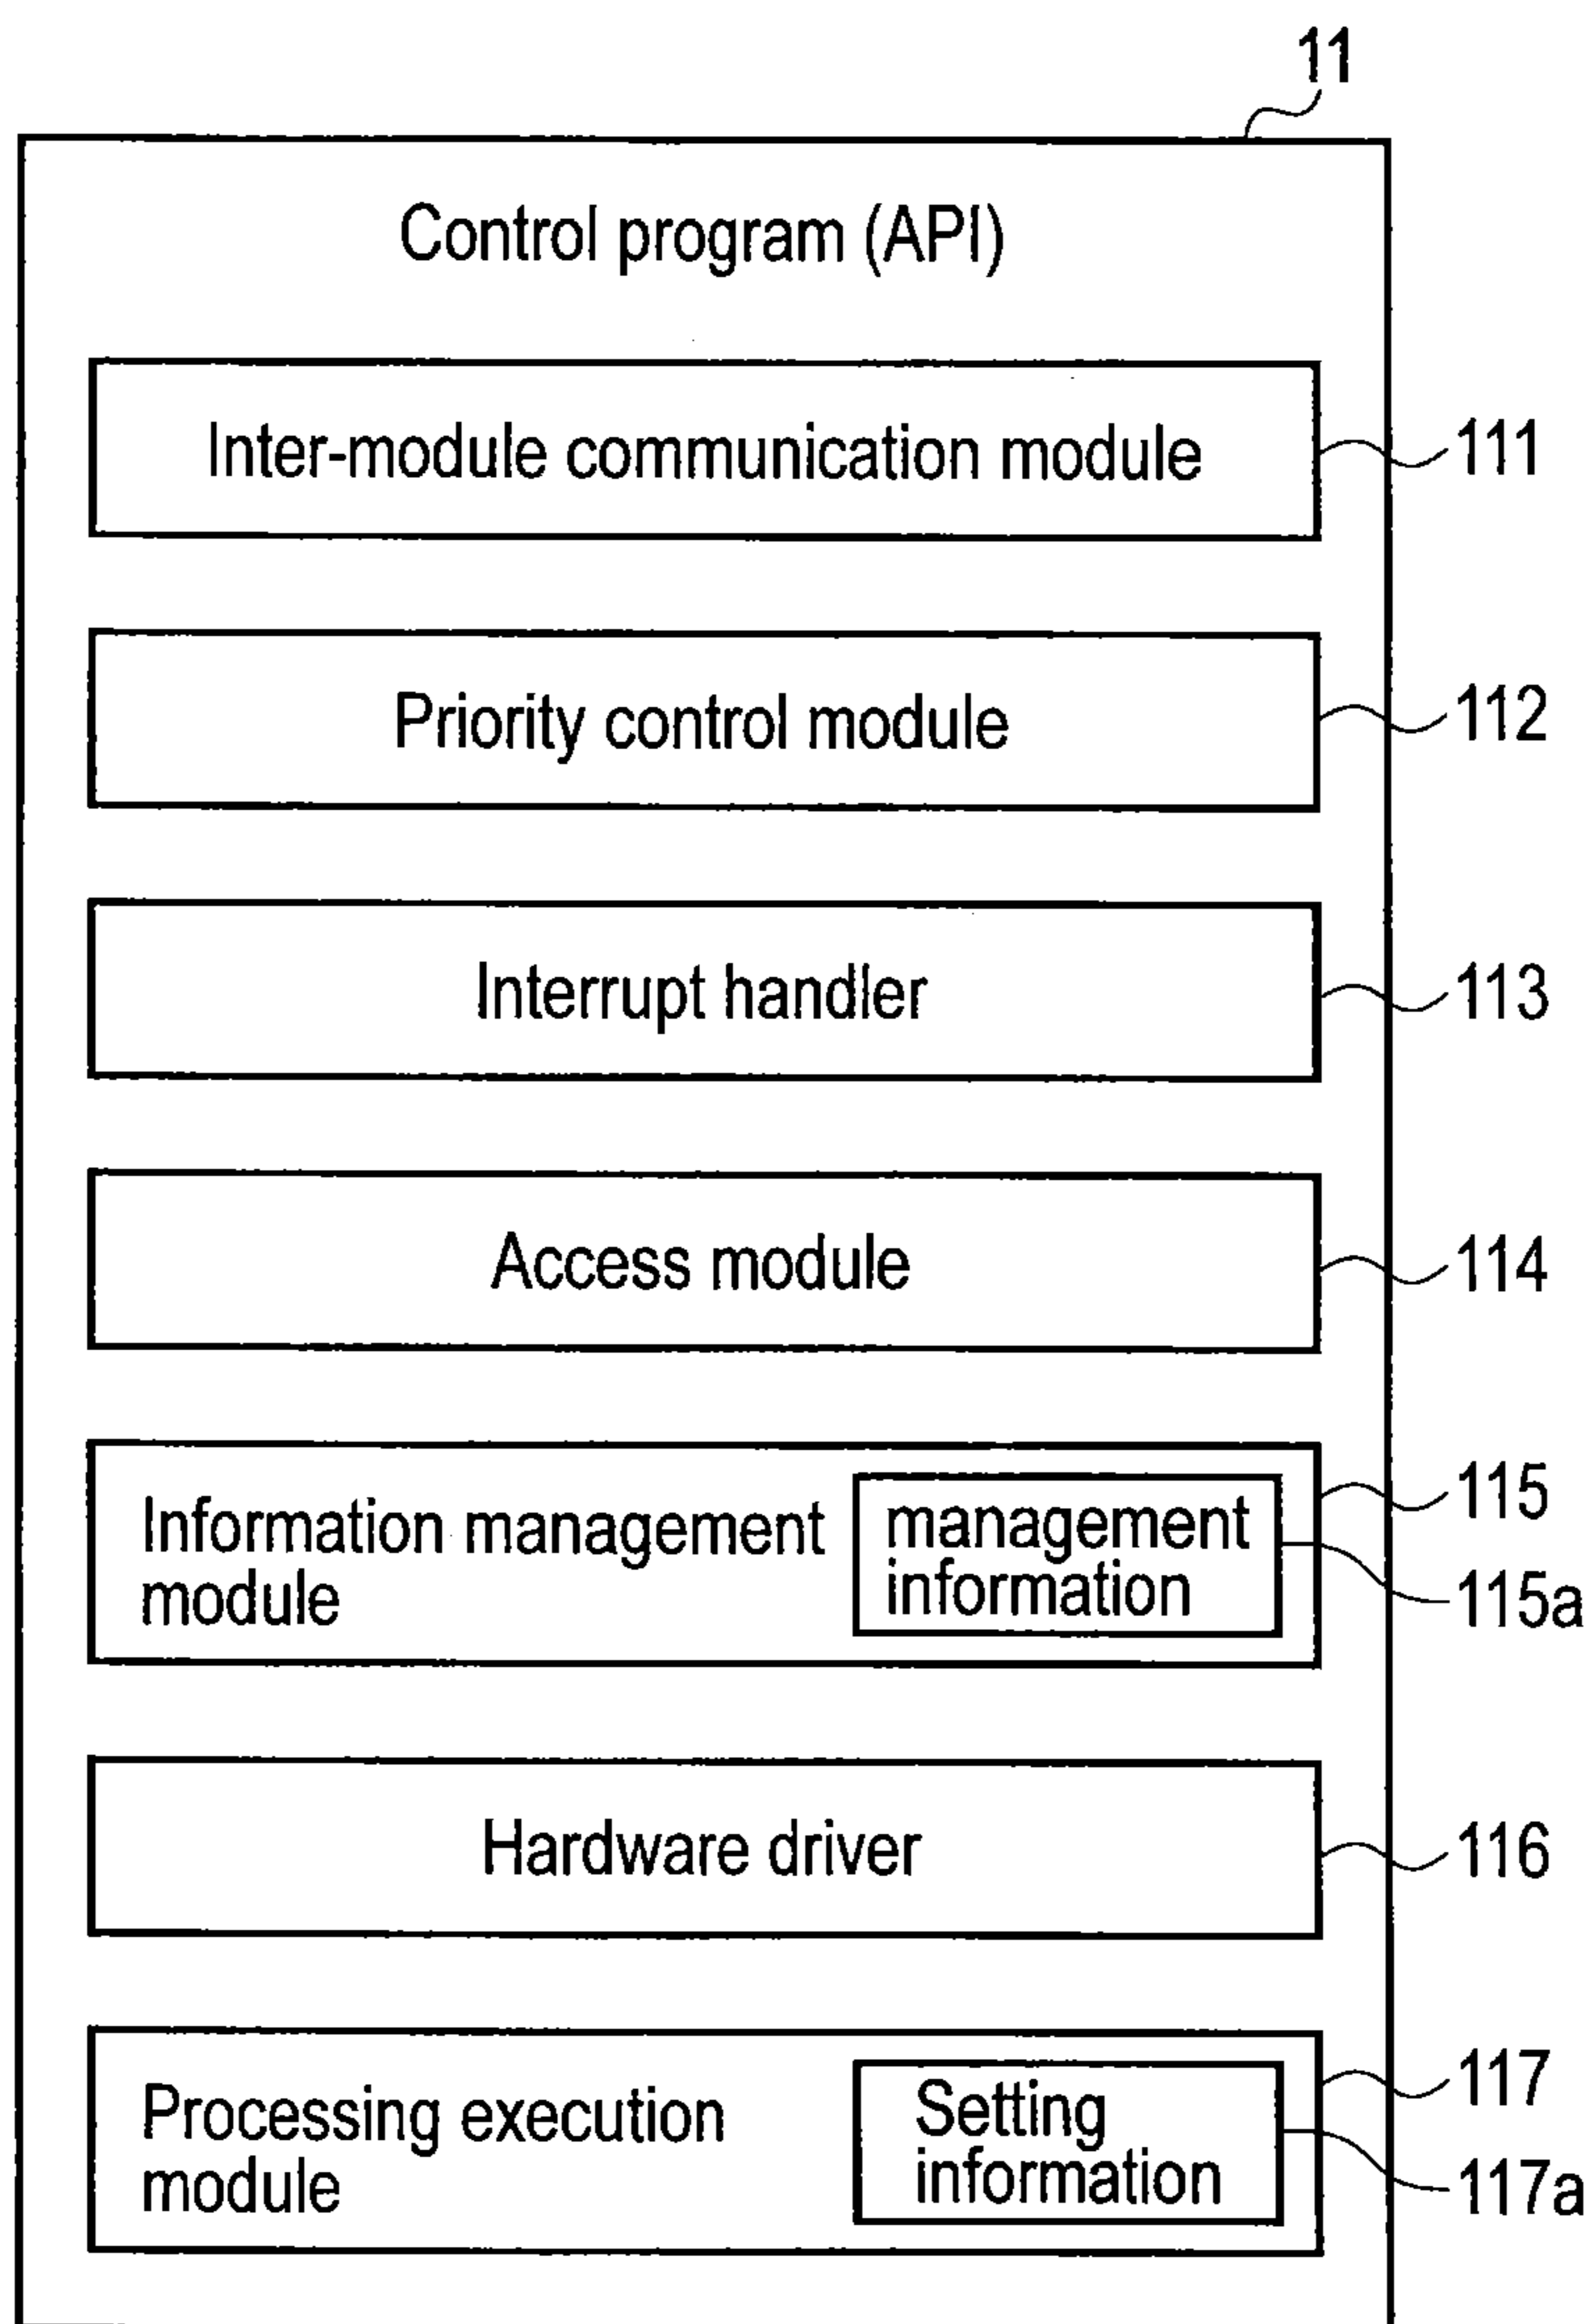 11
Control program (API)
Inter-module communication module
111
Priority control module
112
Interrupt handler
113
Access module
114
Information management
module
management
information
115
115a
Hardware driver
116
Processing execution
module
Setting
information
117
117a